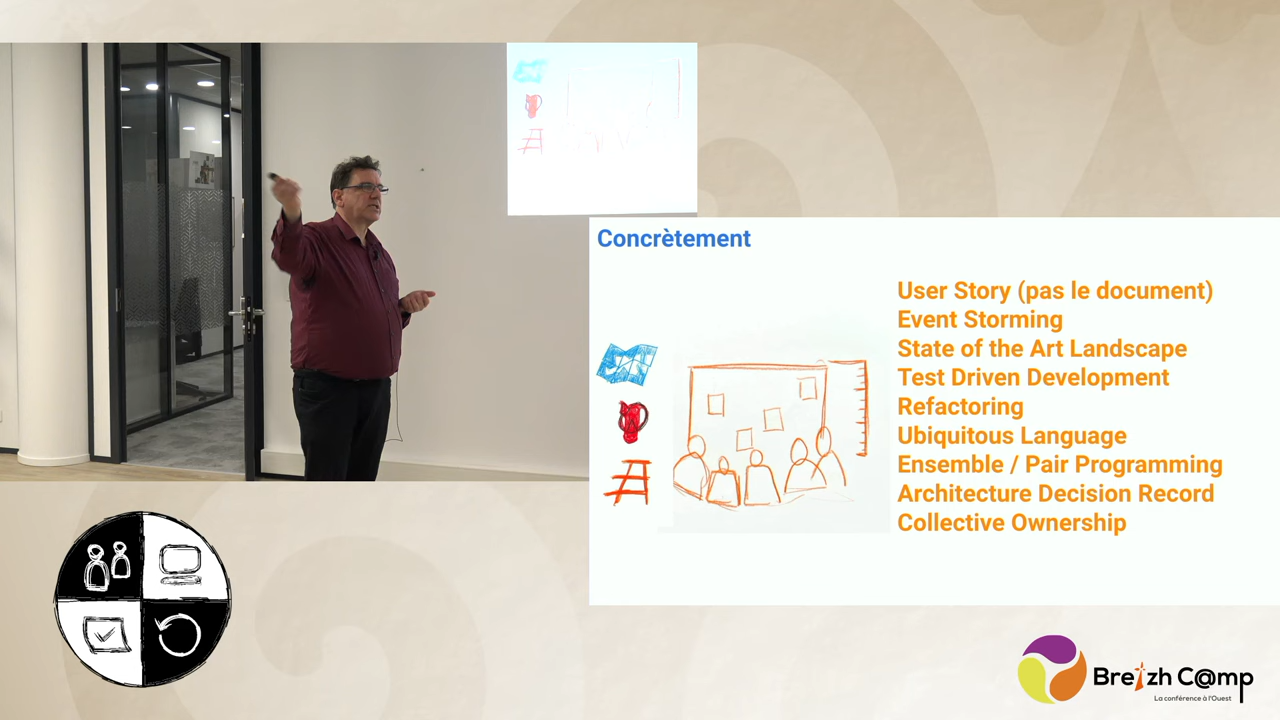 Concrètement
User Story (pas le document)
Event Storming
State of the Art Landscape
Test Driven Development
Refactoring
Ubiquitous Language
Ensemble / Pair Programming
Architecture Decision Record
Collective Ownership
Breizh C@mp
La conférence à l'Ouest